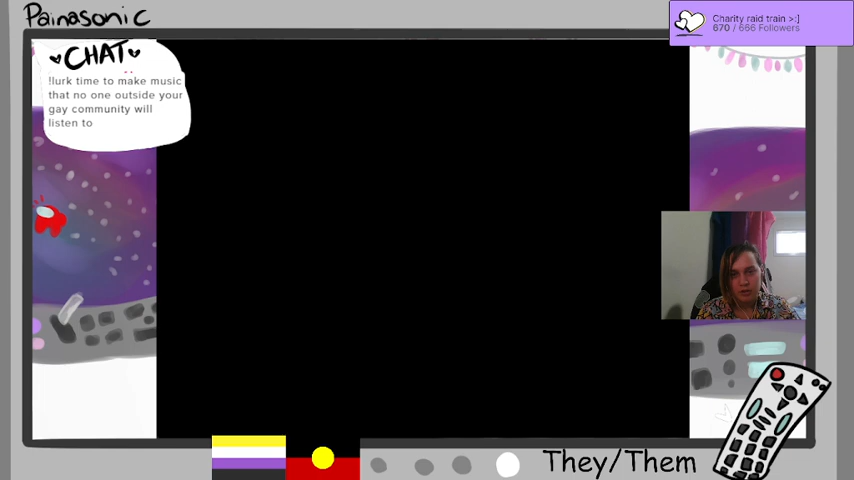 Painasonic
Charity raid train >:]
670 / 666 Followers
CHAT
!lurk time to make music
that no one outside your
gay community will
listen to
They/Them